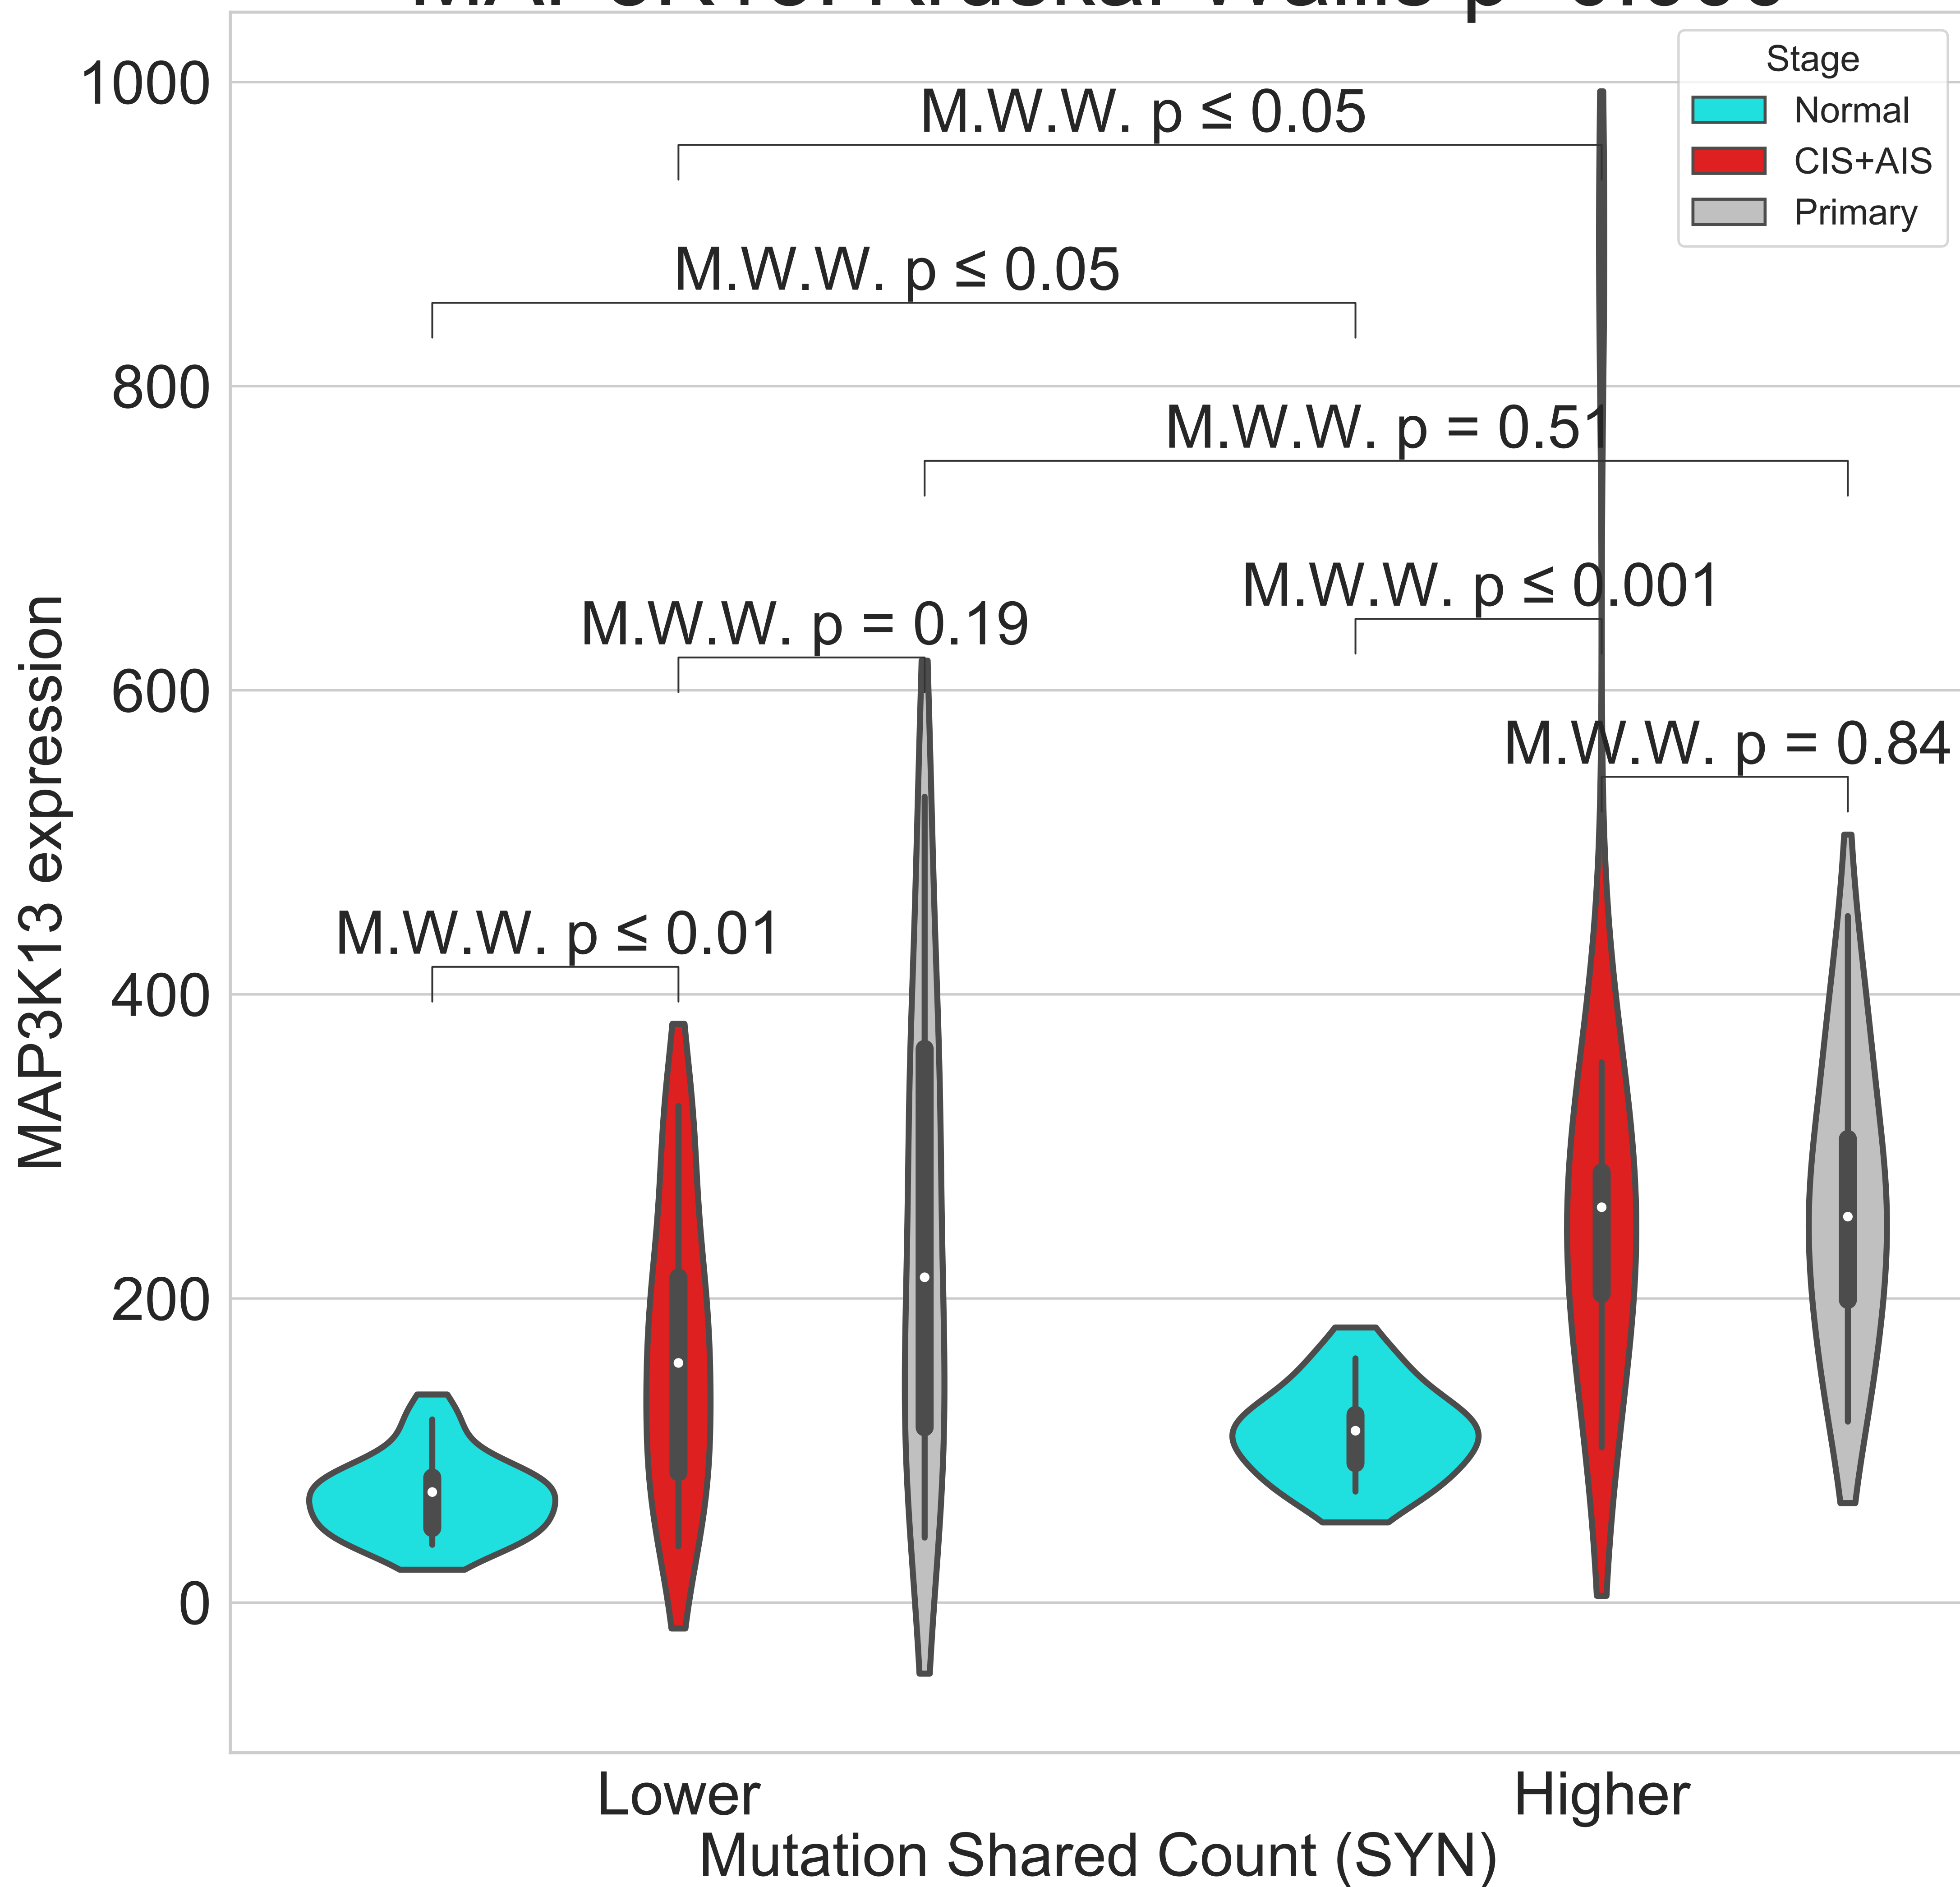 1000
800
600
400
200
0
MAP3K13 expression
M.W.W. p ≤ 0.05
M.W.W. p ≤ 0.05
M.W.W. p = 0.51
M.W.W. p ≤ 0.001
M.W.W. p = 0.19
M.W.W. p = 0.84
M.W.W. p ≤ 0.01
Stage
Normal
CIS+AIS
Primary
Lower
Higher
Mutation Shared Count (SYN)